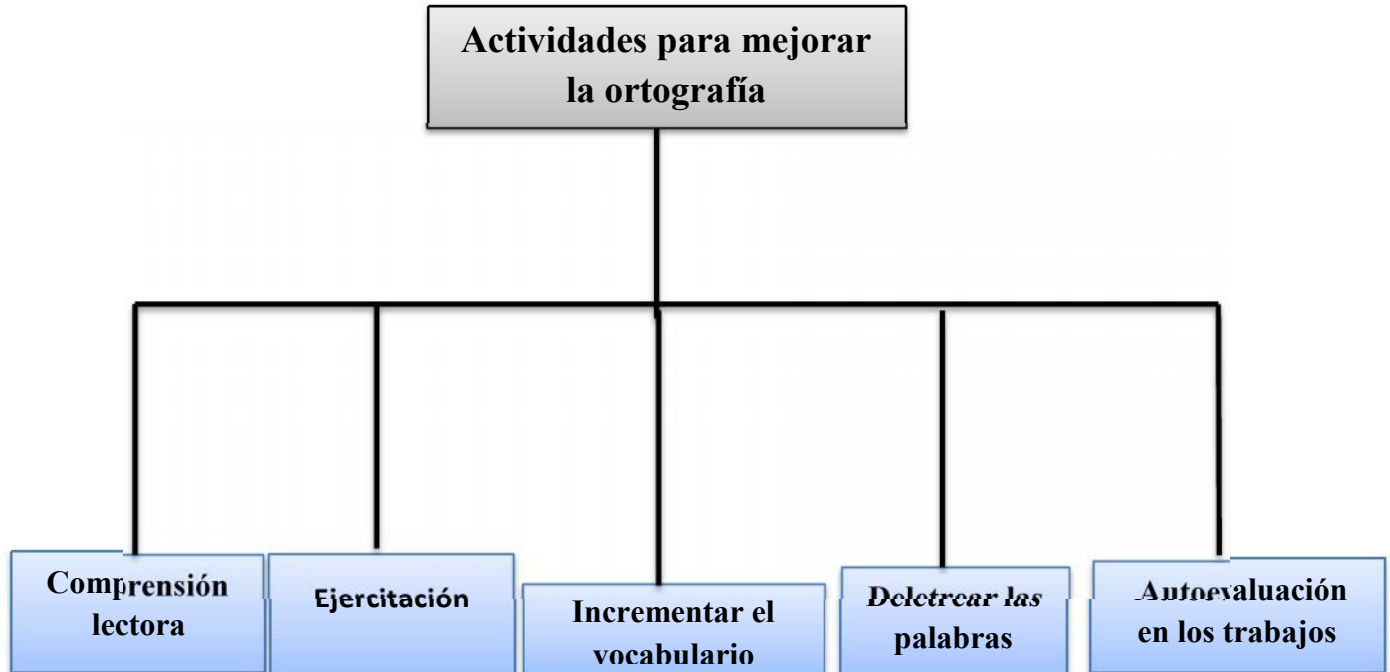 Actividades para mejorar
la ortografía
Comprensión
lectora
Ejercitación
Incrementar el
vocabulario
Deletrear las
palabras
Autoevaluación
en los trabajos